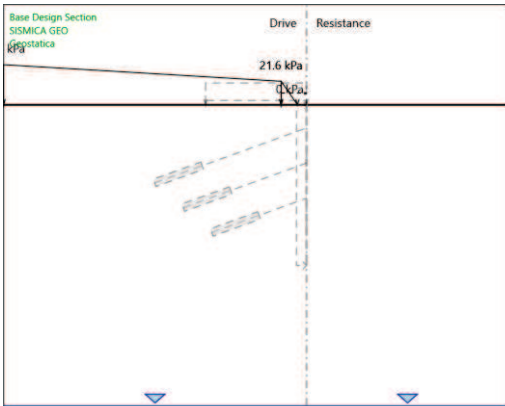 Base Design Section
SISMICA GEO
Geostatica
Drive
Resistance
kPa
21.6 kPa
0 kPa